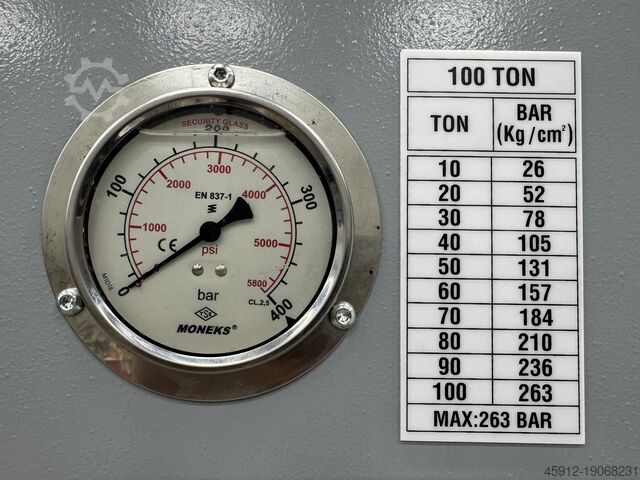 SECURITY GLASS
200
100
300
2000
3000
4000
EN 837-1
1000
5000
psi
CE
5800
0
bar
CL.2,5
400
MTD18
TSE
MONEKS®
100 TON
TON BAR (Kg/cm²)
10 26
20 52
30 78
40 105
50 131
60 157
70 184
80 210
90 236
100 263
MAX:263 BAR
45912-19068231